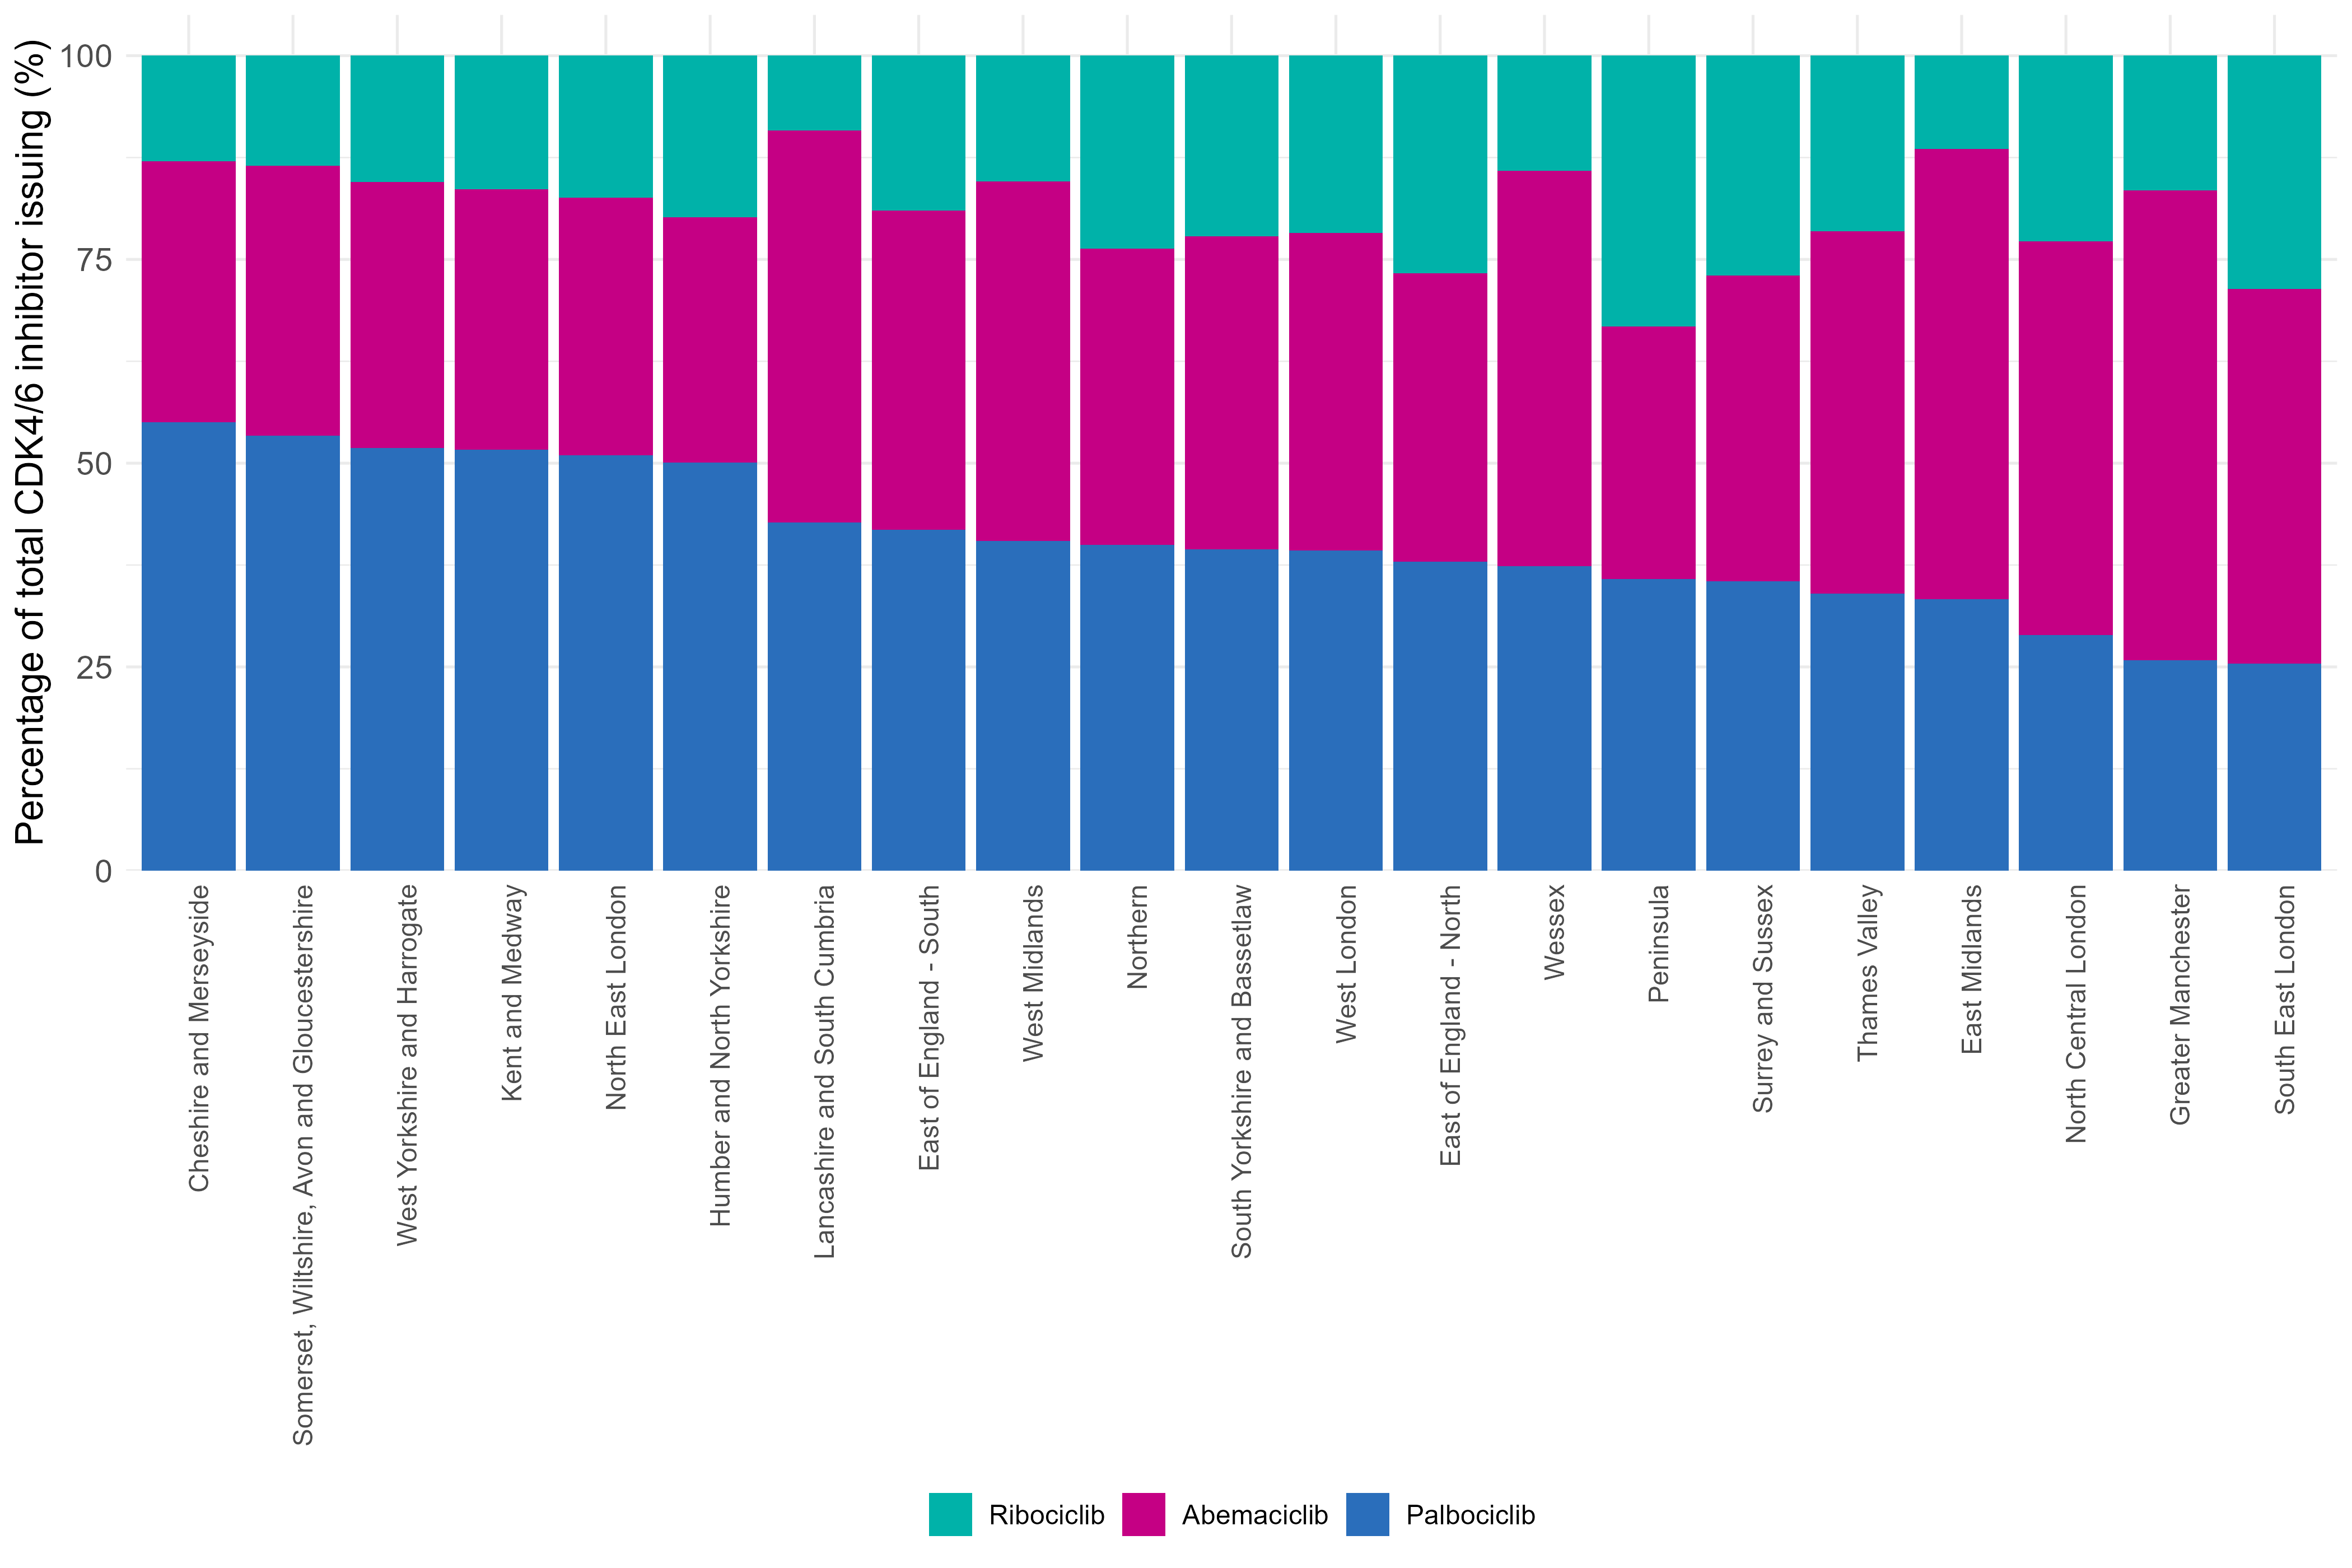 Percentage of total CDK4/6 inhibitor issuing (%)
100
75
50
25
0
Cheshire and Merseyside
Somerset, Wiltshire, Avon and Gloucestershire
West Yorkshire and Harrogate
Kent and Medway
North East London
Humber and North Yorkshire
Lancashire and South Cumbria
East of England - South
West Midlands
Northern
South Yorkshire and Bassetlaw
West London
East of England - North
Wessex
Peninsula
Surrey and Sussex
Thames Valley
East Midlands
North Central London
Greater Manchester
South East London
Ribociclib Abemaciclib Palbociclib